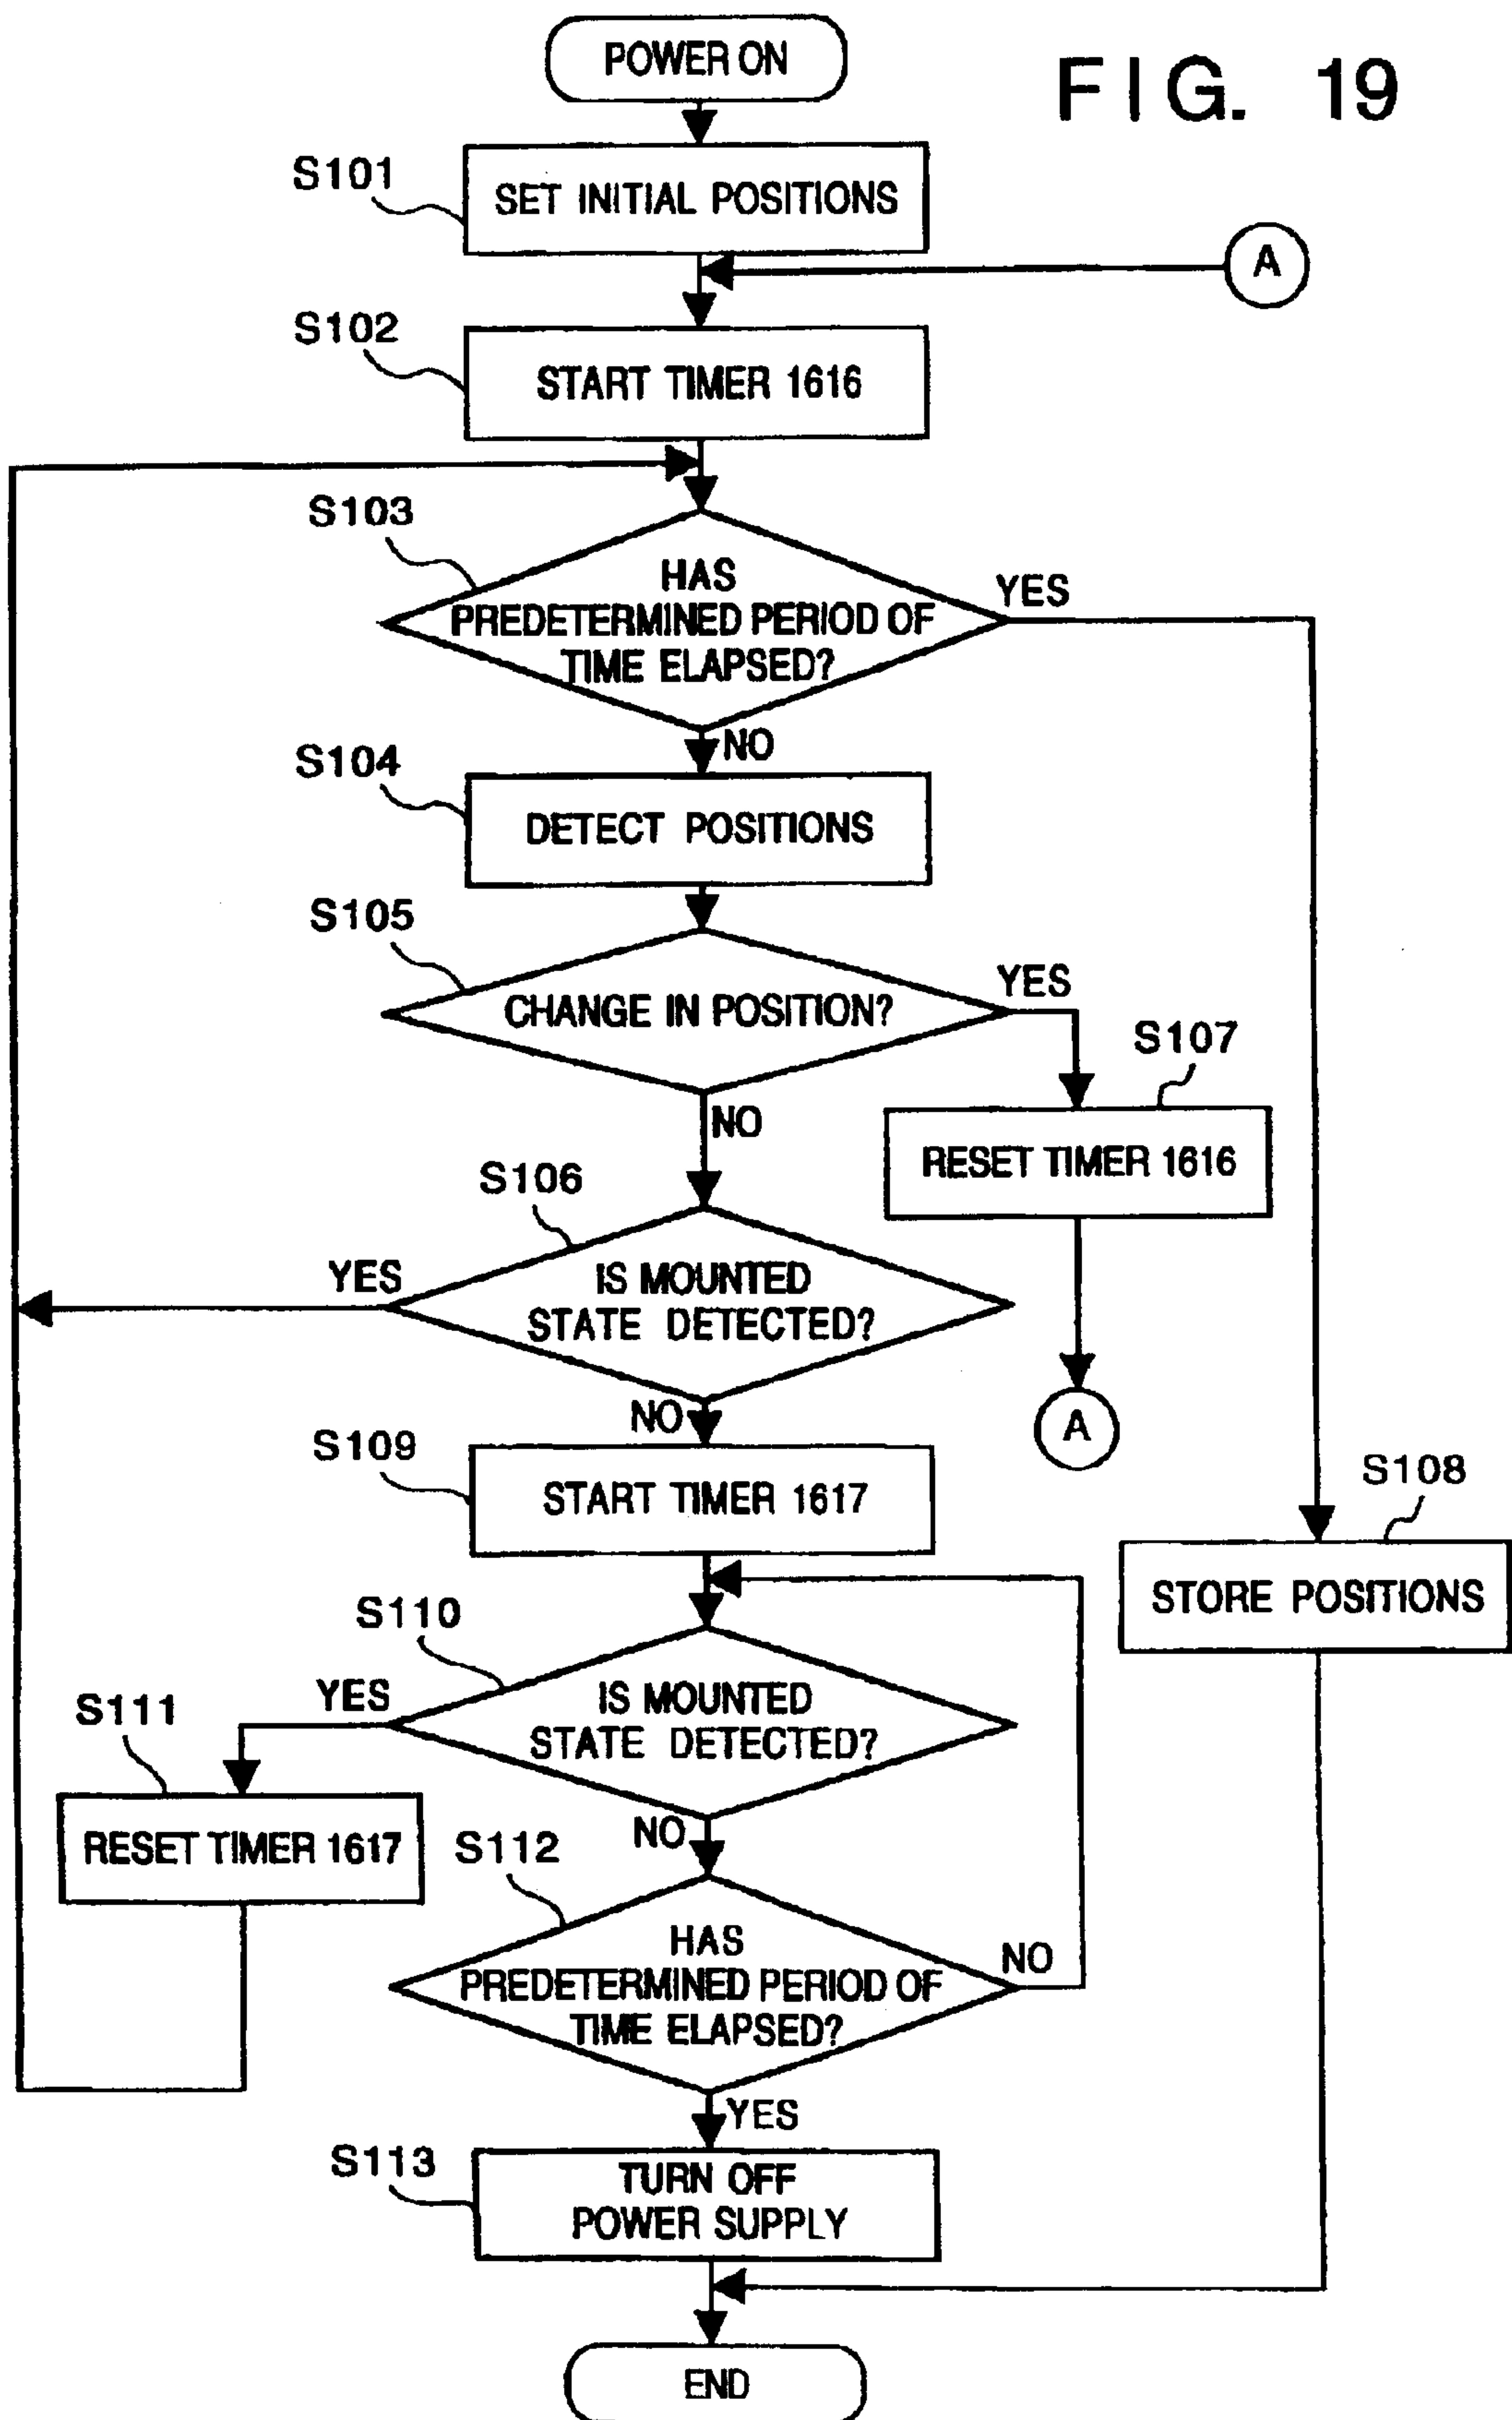 POWER ON
FIG. 19
S101
SET INITIAL POSITIONS
A
S102
START TIMER 1616
S103
HAS
PREDETERMINED PERIOD OF
TIME ELAPSED?
YES
NO
S104
DETECT POSITIONS
S105
CHANGE IN POSITION?
YES
S107
NO
RESET TIMER 1616
S106
YES
IS MOUNTED
STATE DETECTED?
NO
A
S109
START TIMER 1617
S108
STORE POSITIONS
S110
YES
IS MOUNTED
STATE DETECTED?
S111
RESET TIMER 1617
NO
S112
HAS
PREDETERMINED PERIOD OF
TIME ELAPSED?
NO
YES
S113
TURN OFF
POWER SUPPLY
END